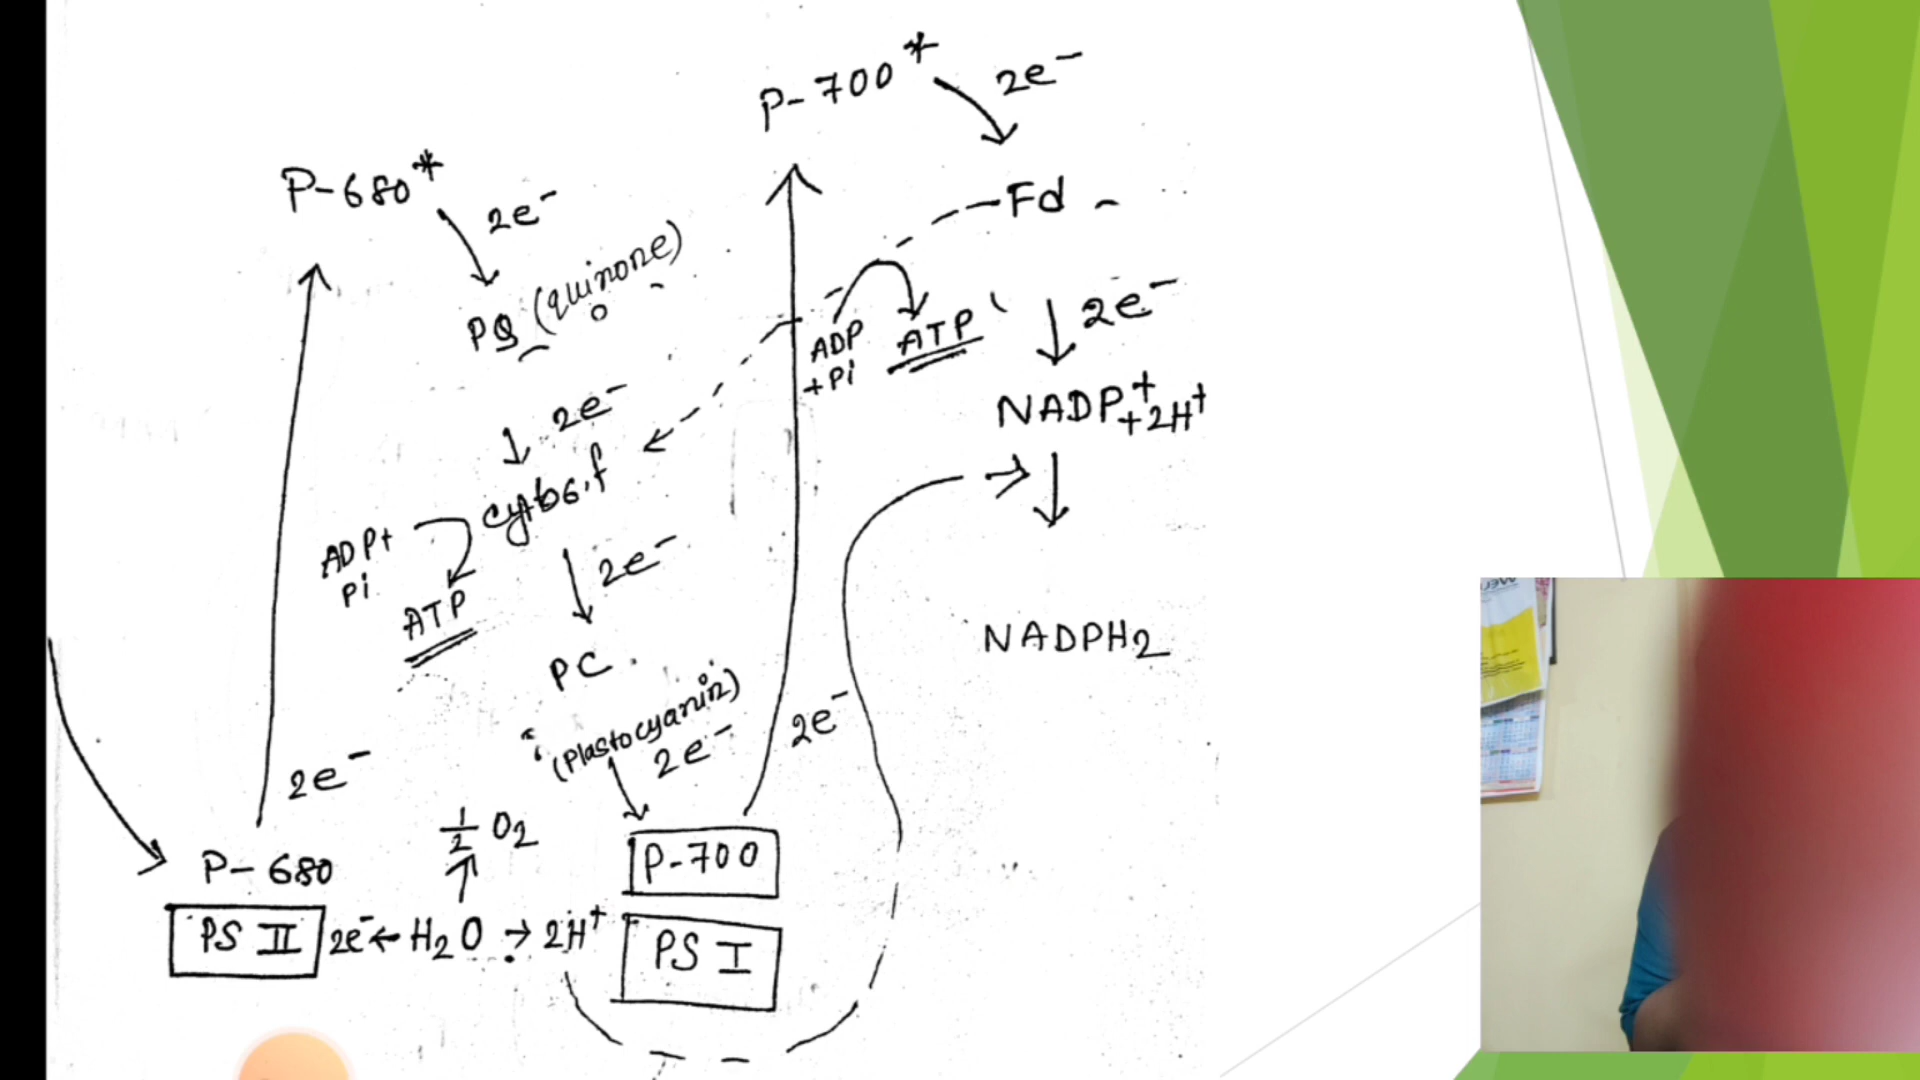 P-700*
2e-
P-680*
2e-
Fd
PQ (quinone)
ADP
+Pi
ATP
2e-
2e-
NADP+
+2H+
cytb6.f
ADP+
Pi
ATP
2e-
PC
(Plastocyanin)
NADPH2
2e-
2e-
2e-
1/2 O2
P-680
P-700
PS II
2e- ← H2O → 2H+
PS I